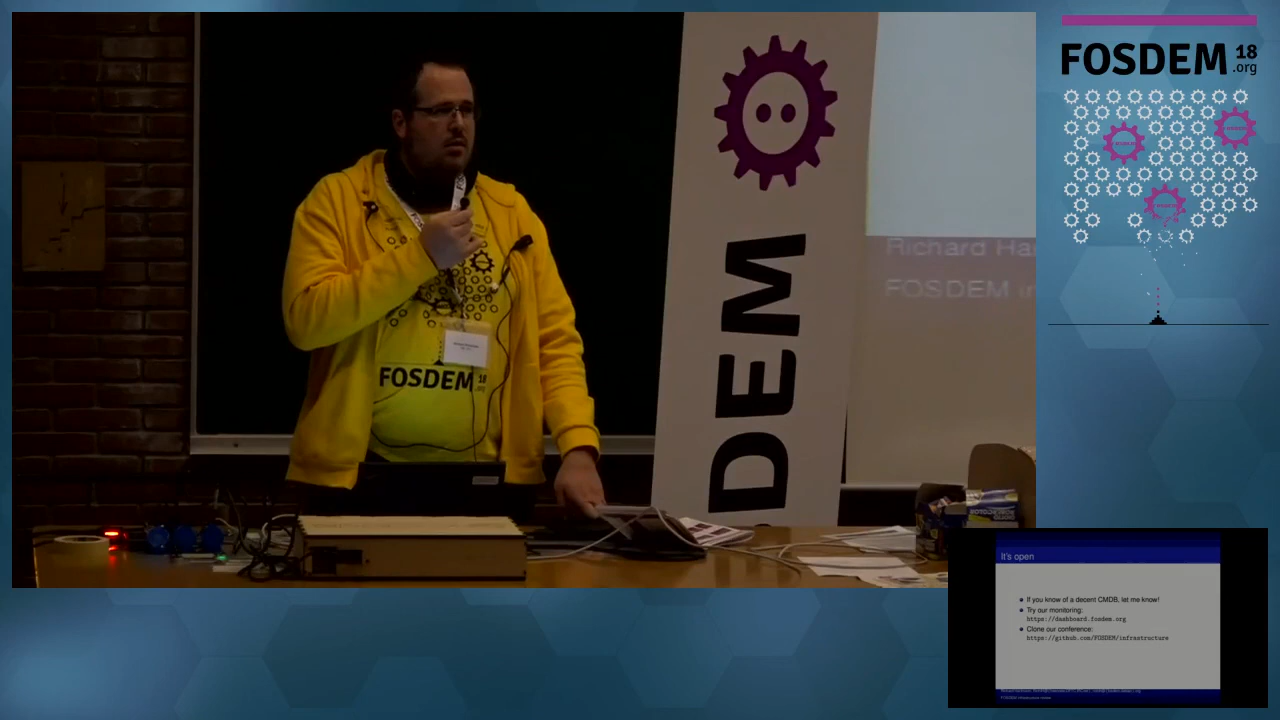 FOSDEM 18
.org
DEM
Richard Ha
FOSDEM in
FOSDEM 18
It's open
If you know of a decent CMDB, let me know!
Try our monitoring:
https://dashboard.fosdem.org
Clone our conference:
https://github.com/FOSDEM/infrastructure